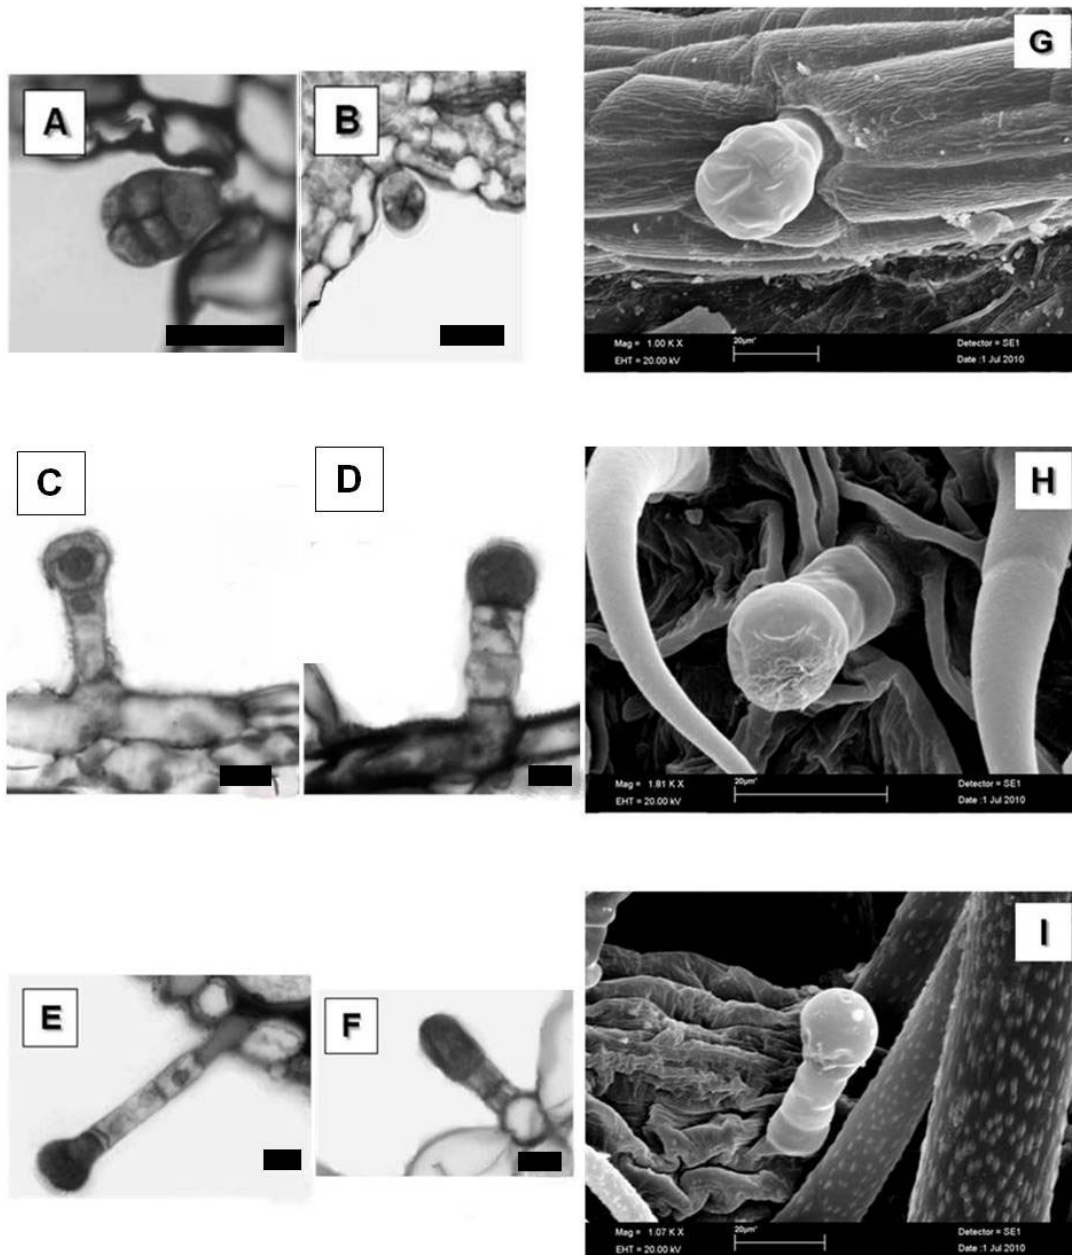 A
B
G
Mag = 1.00 K X
20µm*
Detector = SE1
EHT = 20.00 kV
Date :1 Jul 2010
C
D
H
Mag = 1.81 K X
20µm*
Detector = SE1
EHT = 20.00 kV
Date :1 Jul 2010
E
F
I
Mag = 1.07 K X
20µm*
Detector = SE1
EHT = 20.00 kV
Date :1 Jul 2010